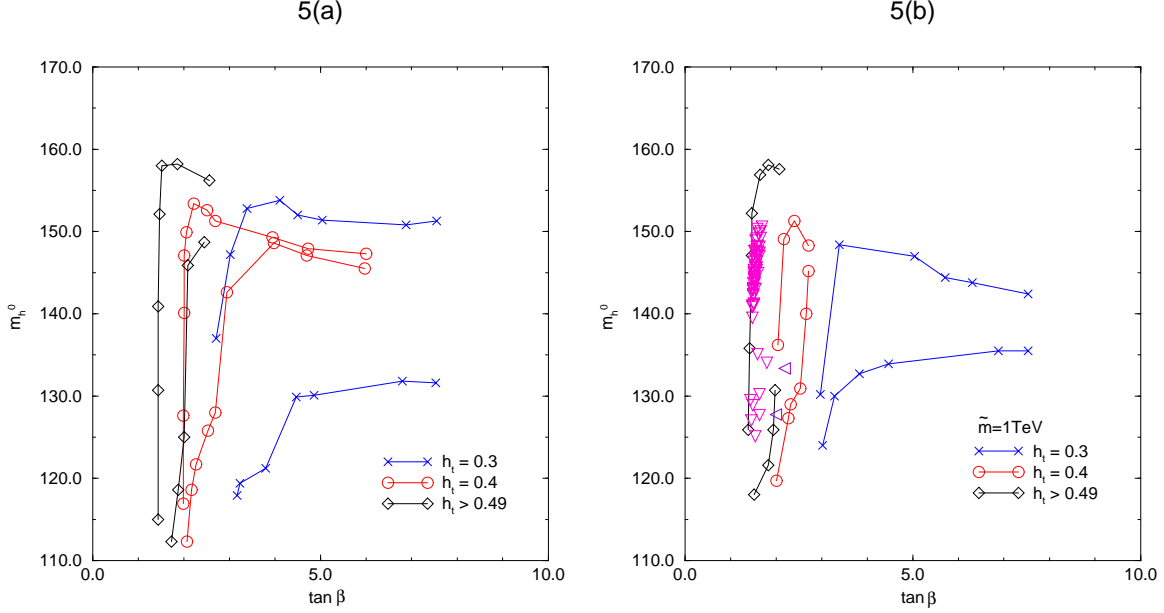 5(a)
170.0
160.0
150.0
140.0
130.0
120.0
110.0
0.0
5.0
10.0
m_h^0
tan β
h_t = 0.3
h_t = 0.4
h_t > 0.49
5(b)
170.0
160.0
150.0
140.0
130.0
120.0
110.0
0.0
5.0
10.0
m_h^0
tan β
m̃=1TeV
h_t = 0.3
h_t = 0.4
h_t > 0.49